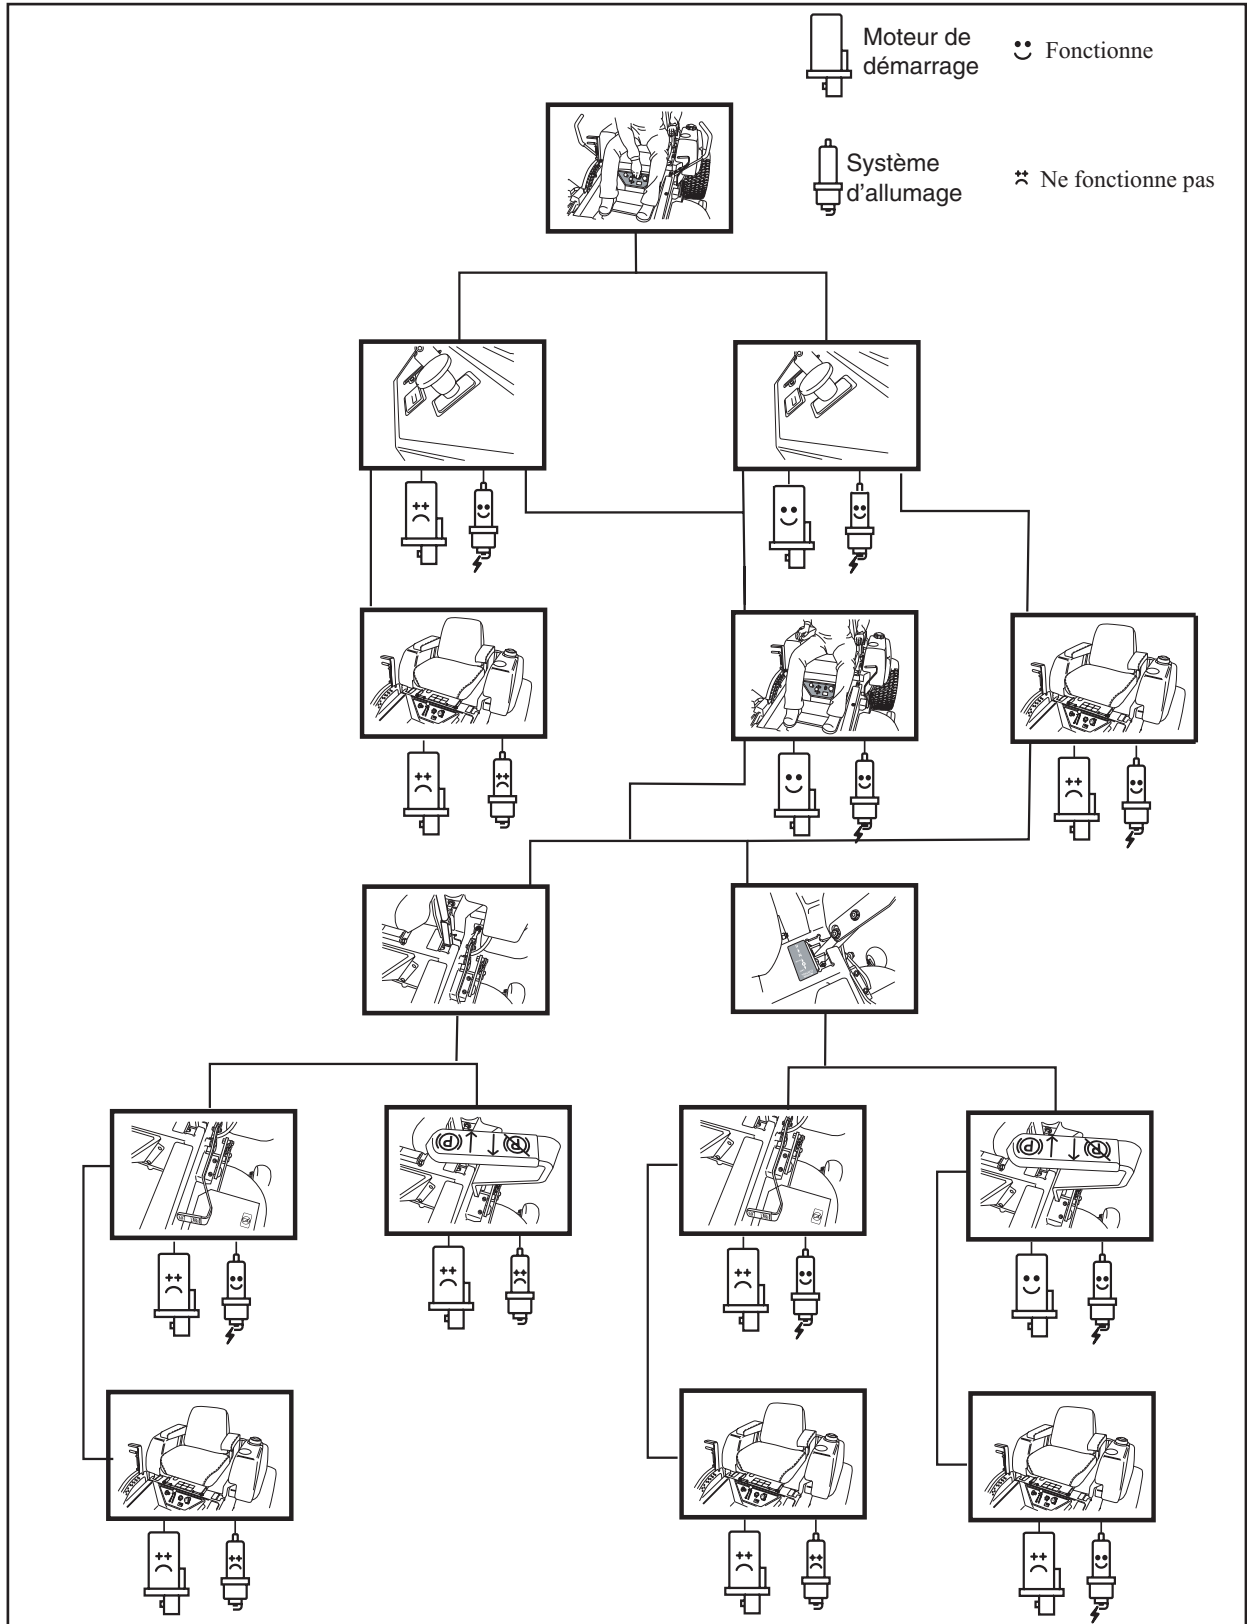 Moteur de
démarrage
Fonctionne
Système
d'allumage
Ne fonctionne pas
P
P